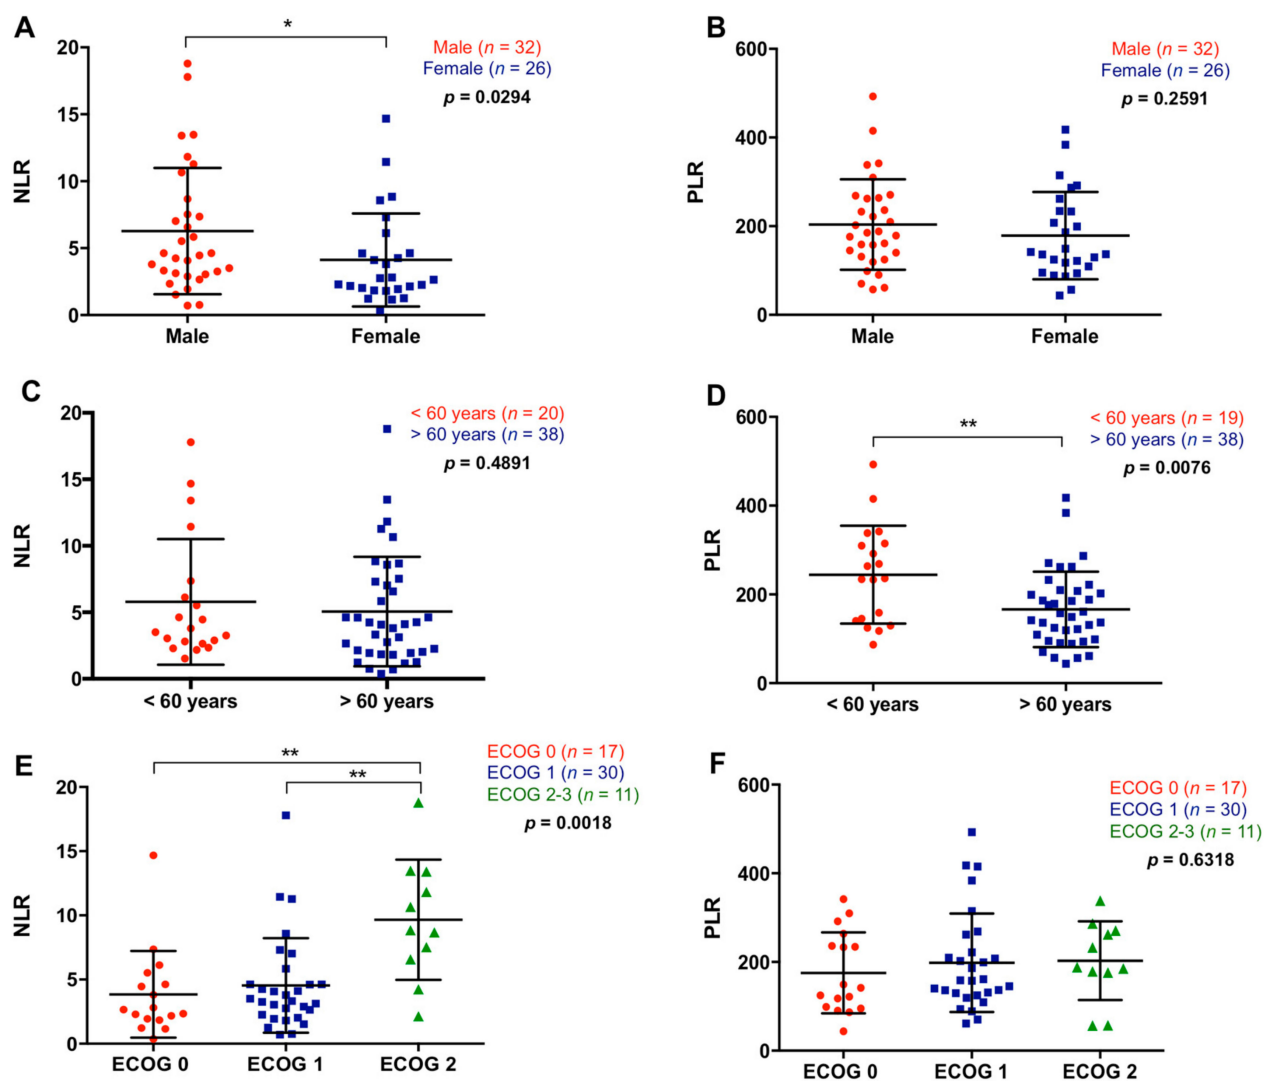 A
*
Male (n = 32)
Female (n = 26)
p = 0.0294
20
15
10
5
0
NLR
Male
Female
B
Male (n = 32)
Female (n = 26)
p = 0.2591
600
400
200
0
PLR
Male
Female
C
< 60 years (n = 20)
> 60 years (n = 38)
p = 0.4891
20
15
10
5
0
NLR
< 60 years
> 60 years
D
**
< 60 years (n = 19)
> 60 years (n = 38)
p = 0.0076
600
400
200
0
PLR
< 60 years
> 60 years
E
**
**
ECOG 0 (n = 17)
ECOG 1 (n = 30)
ECOG 2-3 (n = 11)
p = 0.0018
20
15
10
5
0
NLR
ECOG 0
ECOG 1
ECOG 2
F
ECOG 0 (n = 17)
ECOG 1 (n = 30)
ECOG 2-3 (n = 11)
p = 0.6318
600
400
200
0
PLR
ECOG 0
ECOG 1
ECOG 2